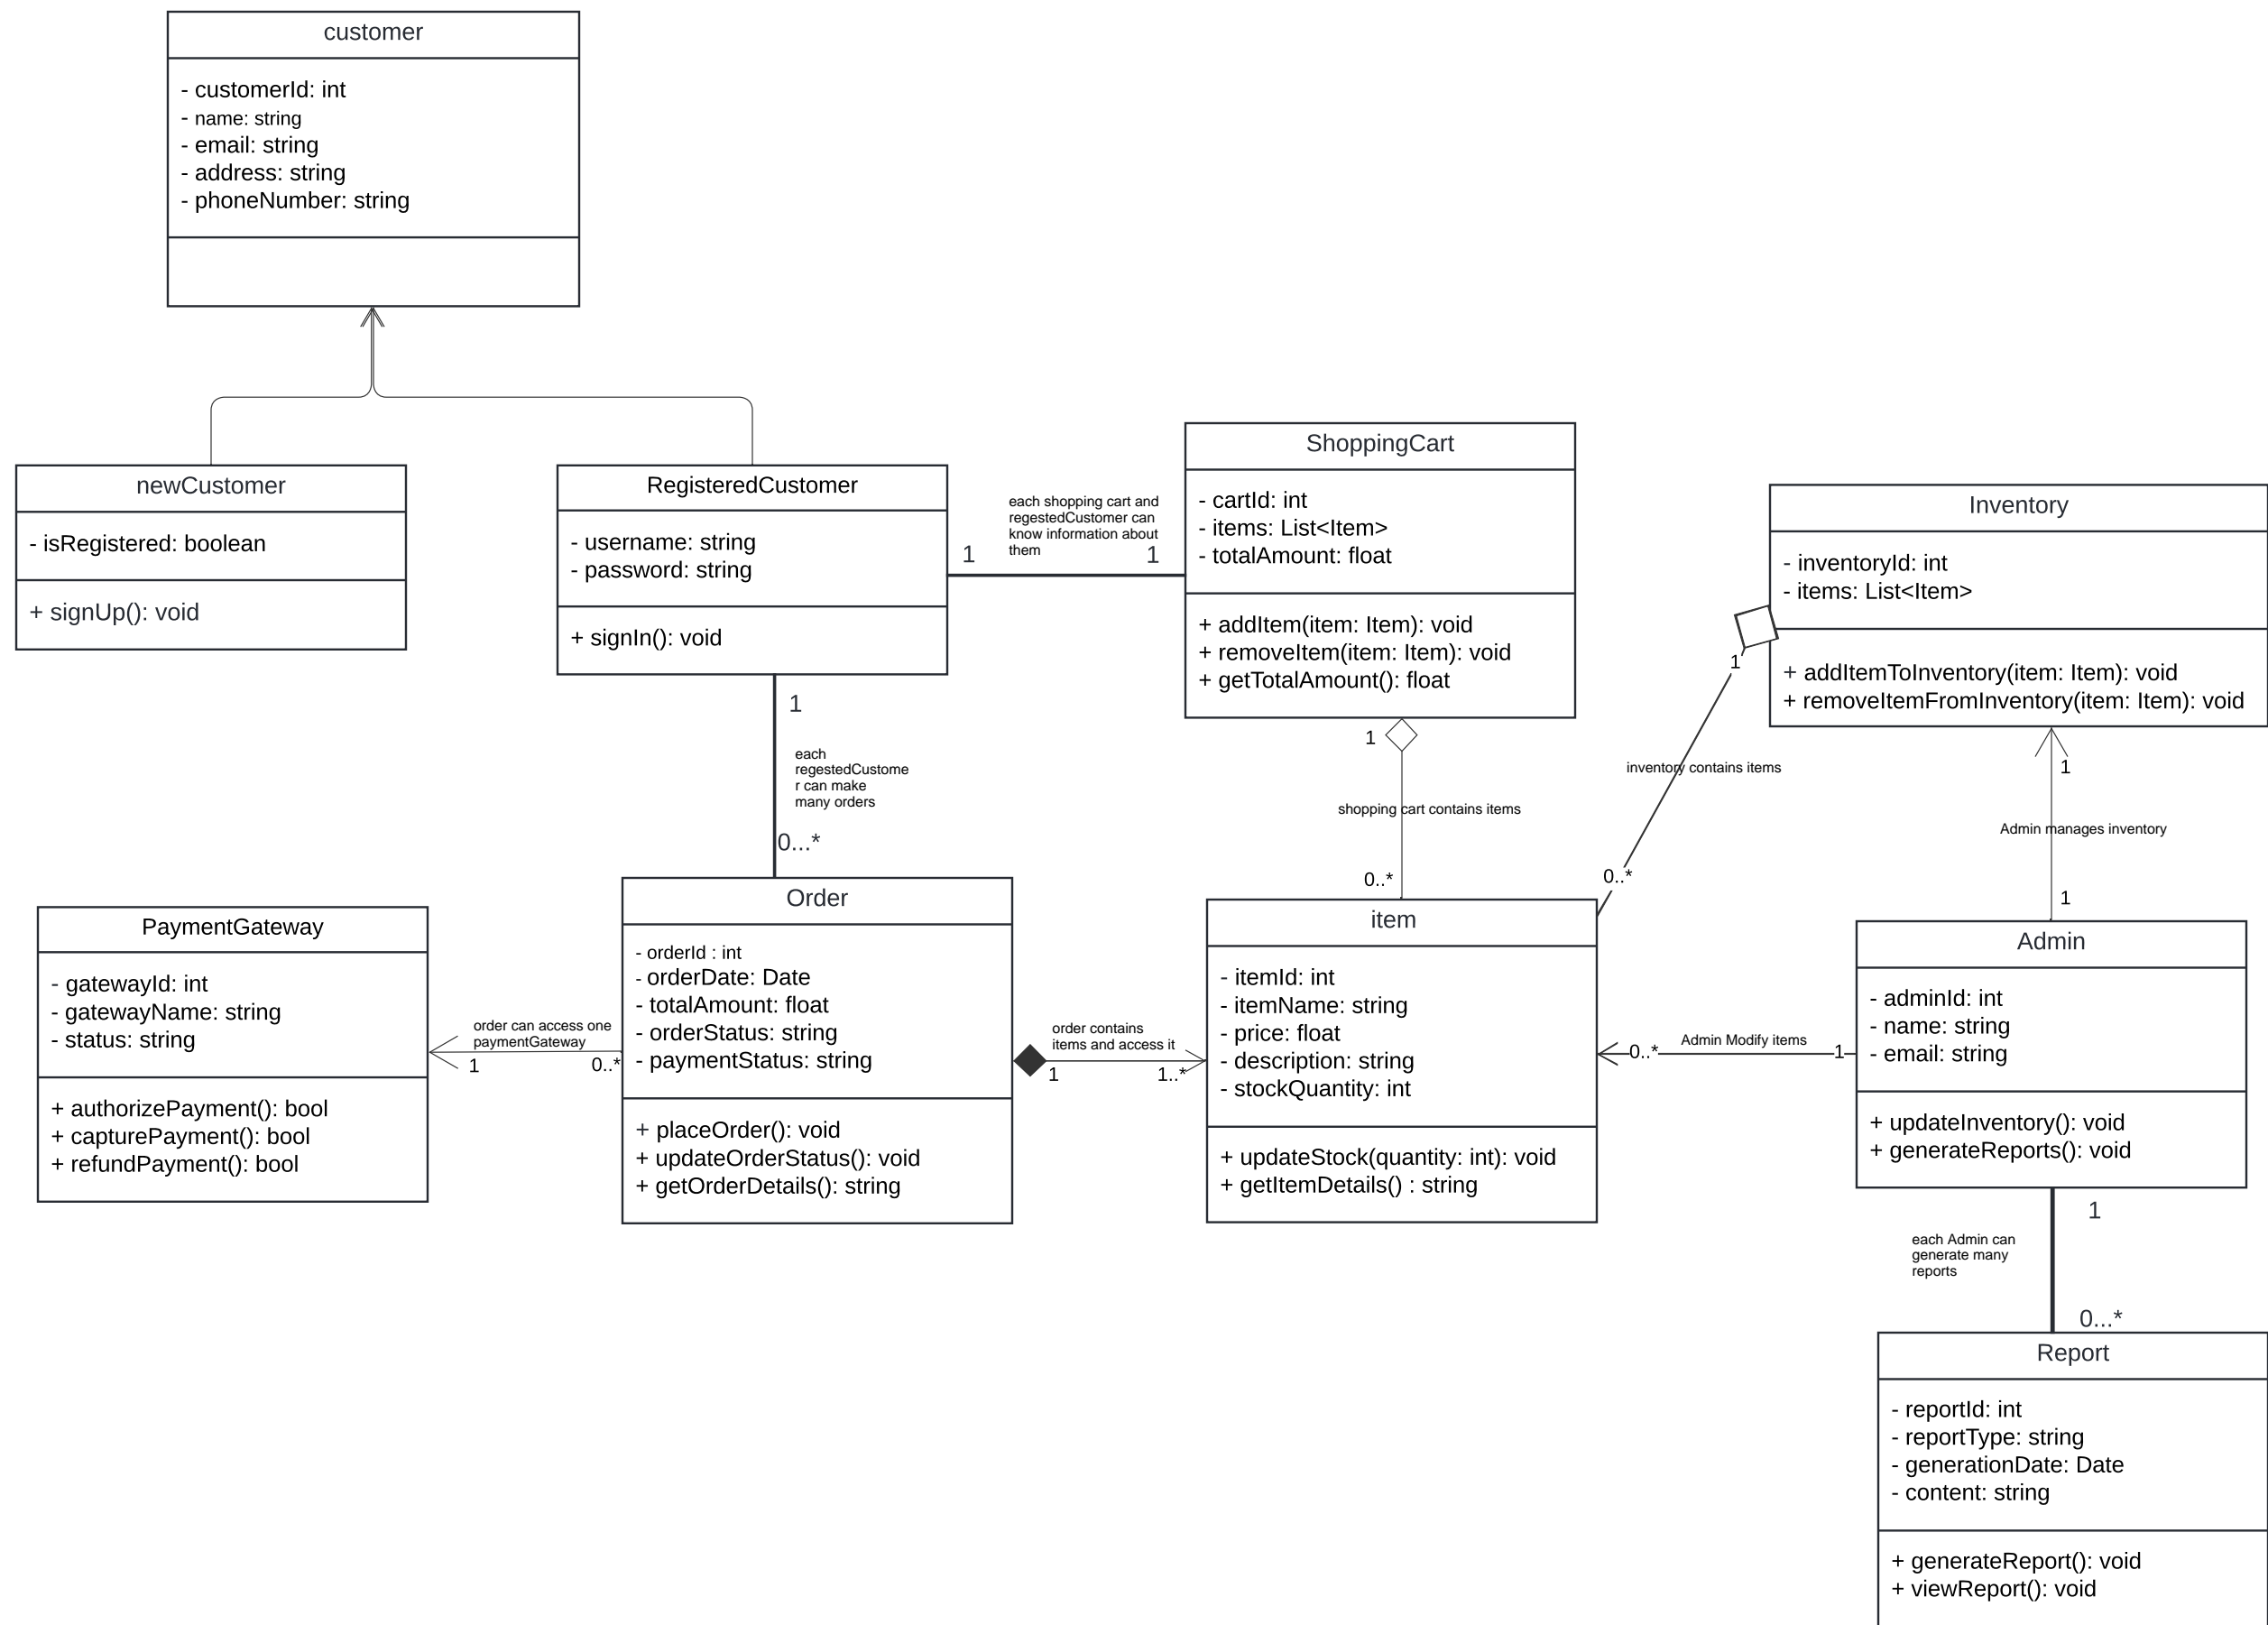 customer
- customerId: int
- name: string
- email: string
- address: string
- phoneNumber: string
newCustomer
- isRegistered: boolean
+ signUp(): void
RegisteredCustomer
- username: string
- password: string
+ signIn(): void
each shopping cart and
regestedCustomer can
know information about
them
1
1
ShoppingCart
- cartId: int
- items: List<Item>
- totalAmount: float
+ addItem(item: Item): void
+ removeItem(item: Item): void
+ getTotalAmount(): float
Inventory
- inventoryId: int
- items: List<Item>
+ addItemToInventory(item: Item): void
+ removeItemFromInventory(item: Item): void
1
each
regestedCustome
r can make
many orders
0...*
1
shopping cart contains items
0..*
1
inventory contains items
0..*
1
Admin manages inventory
1
PaymentGateway
- gatewayId: int
- gatewayName: string
- status: string
+ authorizePayment(): bool
+ capturePayment(): bool
+ refundPayment(): bool
order can access one
paymentGateway
1
0..*
Order
- orderId : int
- orderDate: Date
- totalAmount: float
- orderStatus: string
- paymentStatus: string
+ placeOrder(): void
+ updateOrderStatus(): void
+ getOrderDetails(): string
order contains
items and access it
1
1..*
item
- itemId: int
- itemName: string
- price: float
- description: string
- stockQuantity: int
+ updateStock(quantity: int): void
+ getItemDetails() : string
0..*
Admin Modify items
1
Admin
- adminId: int
- name: string
- email: string
+ updateInventory(): void
+ generateReports(): void
1
each Admin can
generate many
reports
0...*
Report
- reportId: int
- reportType: string
- generationDate: Date
- content: string
+ generateReport(): void
+ viewReport(): void